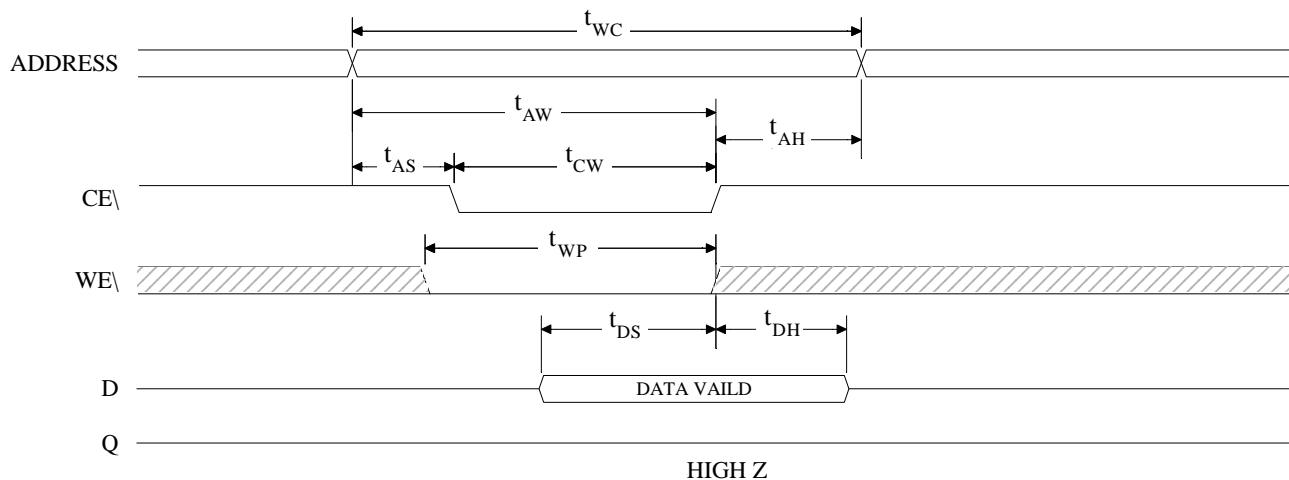 tWC
ADDRESS
tAW
tAH
tAS
tCW
CE\
tWP
WE\
tDS
tDH
D
DATA VAILD
Q
HIGH Z